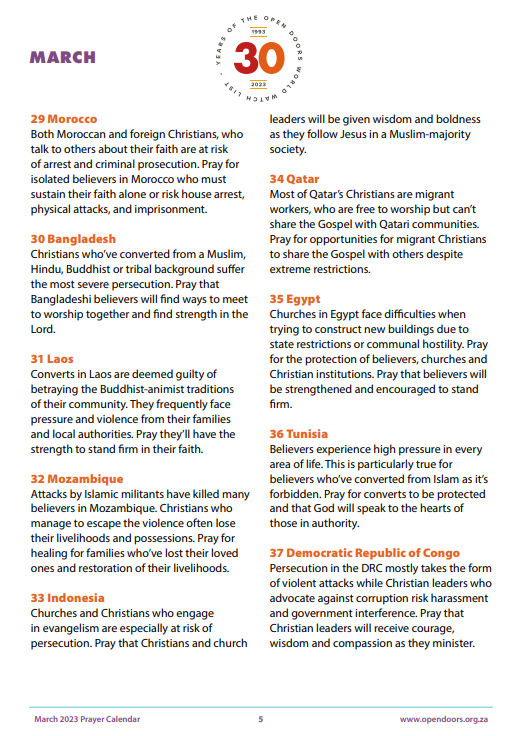 MARCH
YEARS OF THE OPEN DOORS WORLD WATCH LIST •
1993
30
2023
29 Morocco
Both Moroccan and foreign Christians, who
talk to others about their faith are at risk
of arrest and criminal prosecution. Pray for
isolated believers in Morocco who must
sustain their faith alone or risk house arrest,
physical attacks, and imprisonment.
30 Bangladesh
Christians who've converted from a Muslim,
Hindu, Buddhist or tribal background suffer
the most severe persecution. Pray that
Bangladeshi believers will find ways to meet
to worship together and find strength in the
Lord.
31 Laos
Converts in Laos are deemed guilty of
betraying the Buddhist-animist traditions
of their community. They frequently face
pressure and violence from their families
and local authorities. Pray they'll have the
strength to stand firm in their faith.
32 Mozambique
Attacks by Islamic militants have killed many
believers in Mozambique. Christians who
manage to escape the violence often lose
their livelihoods and possessions. Pray for
healing for families who've lost their loved
ones and restoration of their livelihoods.
33 Indonesia
Churches and Christians who engage
in evangelism are especially at risk of
persecution. Pray that Christians and church
leaders will be given wisdom and boldness
as they follow Jesus in a Muslim-majority
society.
34 Qatar
Most of Qatar's Christians are migrant
workers, who are free to worship but can't
share the Gospel with Qatari communities.
Pray for opportunities for migrant Christians
to share the Gospel with others despite
extreme restrictions.
35 Egypt
Churches in Egypt face difficulties when
trying to construct new buildings due to
state restrictions or communal hostility. Pray
for the protection of believers, churches and
Christian institutions. Pray that believers will
be strengthened and encouraged to stand
firm.
36 Tunisia
Believers experience high pressure in every
area of life. This is particularly true for
believers who've converted from Islam as it's
forbidden. Pray for converts to be protected
and that God will speak to the hearts of
those in authority.
37 Democratic Republic of Congo
Persecution in the DRC mostly takes the form
of violent attacks while Christian leaders who
advocate against corruption risk harassment
and government interference. Pray that
Christian leaders will receive courage,
wisdom and compassion as they minister.
March 2023 Prayer Calendar
5
www.opendoors.org.za